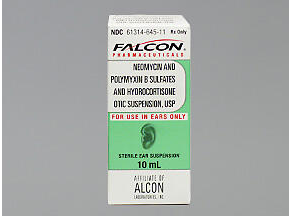 NDC 61314-645-11 Rx Only
FALCON
PHARMACEUTICALS
NEOMYCIN AND
POLYMYXIN B SULFATES
AND HYDROCORTISONE
OTIC SUSPENSION, USP
FOR USE IN EARS ONLY
STERILE EAR SUSPENSION
10 mL
AFFILIATE OF
ALCON
LABORATORIES, INC.